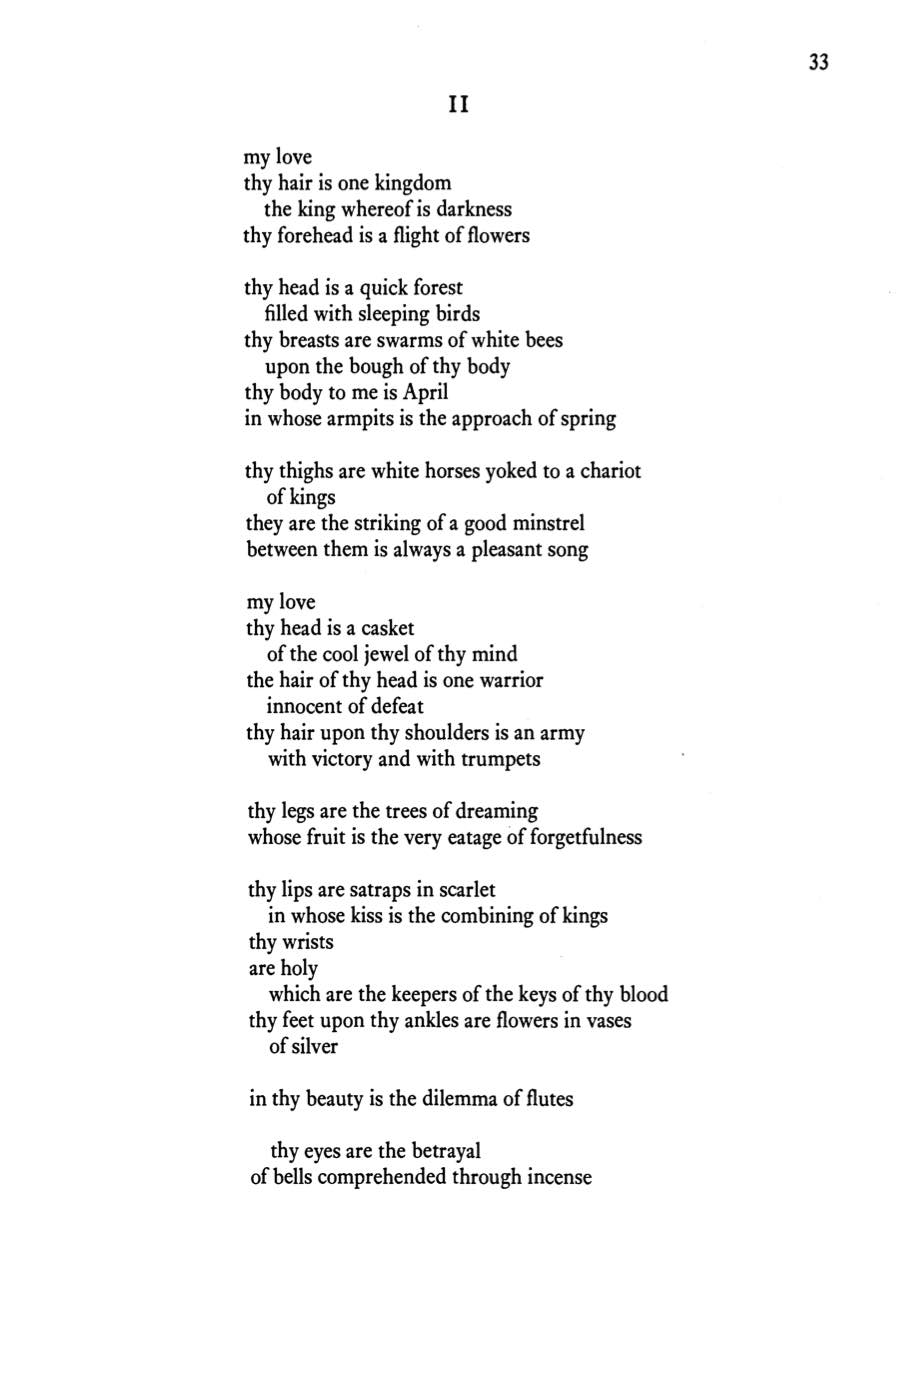 33
II
my love
thy hair is one kingdom
the king whereof is darkness
thy forehead is a flight of flowers
thy head is a quick forest
filled with sleeping birds
thy breasts are swarms of white bees
upon the bough of thy body
thy body to me is April
in whose armpits is the approach of spring
thy thighs are white horses yoked to a chariot
of kings
they are the striking of a good minstrel
between them is always a pleasant song
my love
thy head is a casket
of the cool jewel of thy mind
the hair of thy head is one warrior
innocent of defeat
thy hair upon thy shoulders is an army
with victory and with trumpets
thy legs are the trees of dreaming
whose fruit is the very eatage of forgetfulness
thy lips are satraps in scarlet
in whose kiss is the combining of kings
thy wrists
are holy
which are the keepers of the keys of thy blood
thy feet upon thy ankles are flowers in vases
of silver
in thy beauty is the dilemma of flutes
thy eyes are the betrayal
of bells comprehended through incense